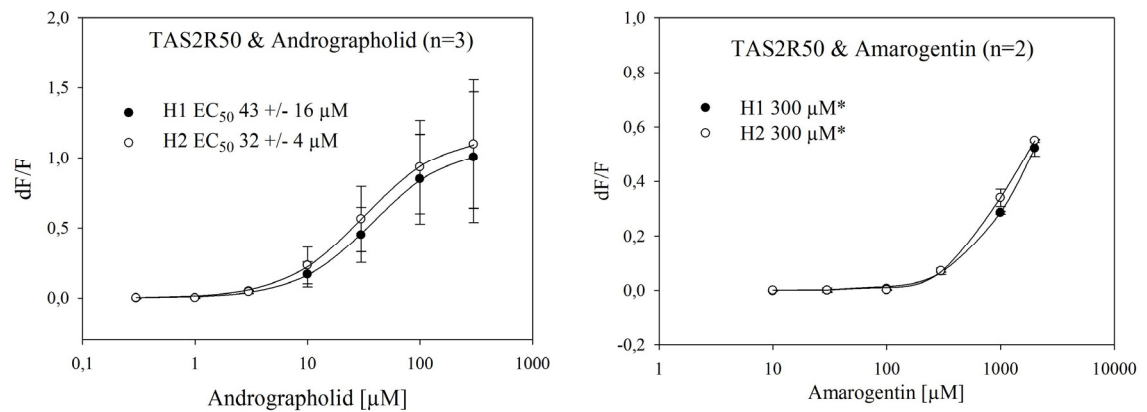 TAS2R50 & Andrographolid (n=3)
H1 EC50 43 +/- 16 µM
H2 EC50 32 +/- 4 µM
dF/F
2,0
1,5
1,0
0,5
0,0
0,1 1 10 100 1000
Andrographolid [µM]
TAS2R50 & Amarogentin (n=2)
H1 300 µM*
H2 300 µM*
dF/F
1,0
0,8
0,6
0,4
0,2
0,0
-0,2
1 10 100 1000 10000
Amarogentin [µM]